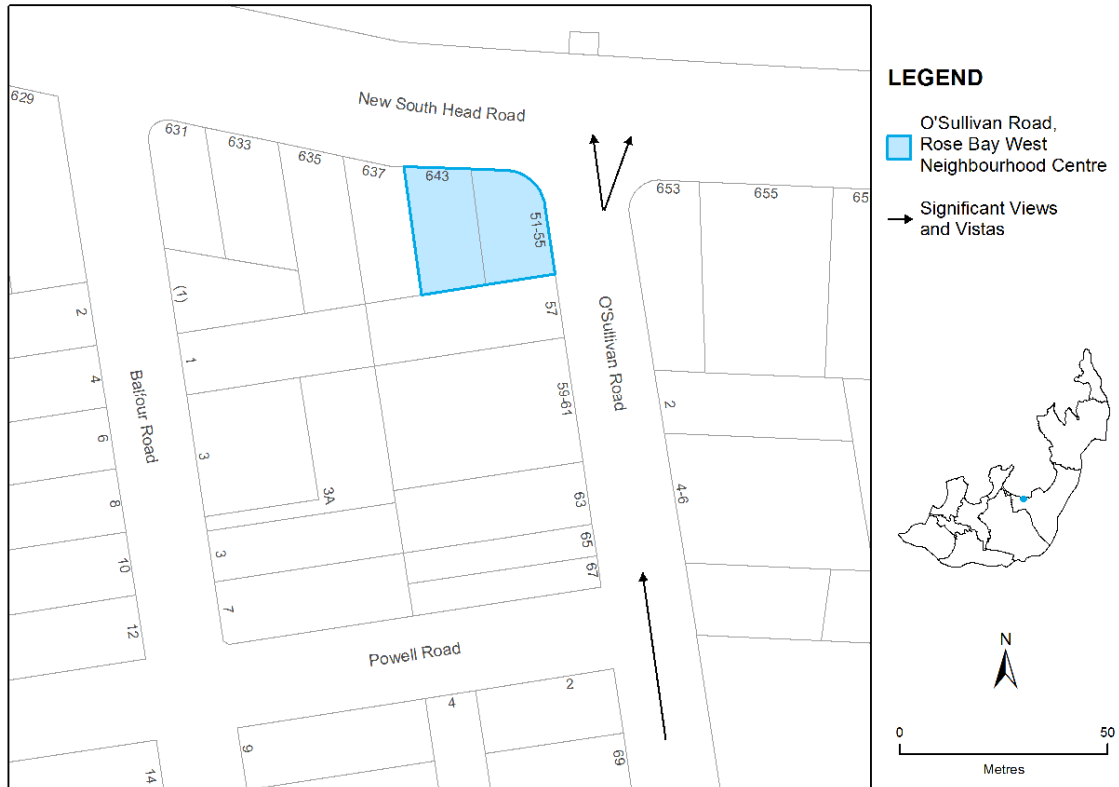 629
New South Head Road
631
633
635
637
643
653
655
65
51-55
(1)
57
2
1
O'Sullivan Road
Balfour Road
4
59-61
2
6
3
3A
4-6
8
63
10
3
65
67
12
7
Powell Road
2
4
9
69
14
LEGEND
O'Sullivan Road,
Rose Bay West
Neighbourhood Centre
Significant Views
and Vistas
N
0 50
Metres